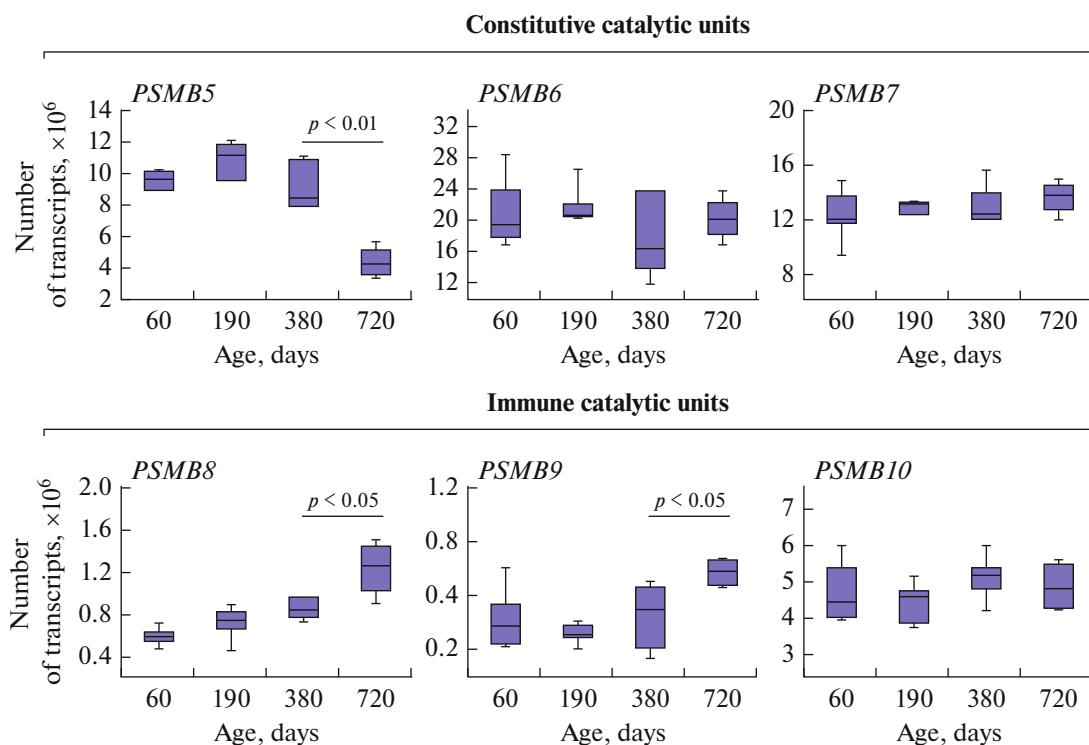 Constitutive catalytic units
PSMB5
PSMB6
PSMB7
Number
of transcripts, ×10⁶
14
12
10
8
6
4
2
p < 0.01
60 190 380 720
Age, days
32
28
24
20
16
12
60 190 380 720
Age, days
20
16
12
8
60 190 380 720
Age, days
Immune catalytic units
PSMB8
PSMB9
PSMB10
Number
of transcripts, ×10⁶
2.0
1.6
1.2
0.8
0.4
p < 0.05
60 190 380 720
Age, days
1.2
0.8
0.4
0.2
p < 0.05
60 190 380 720
Age, days
7
6
5
4
3
60 190 380 720
Age, days